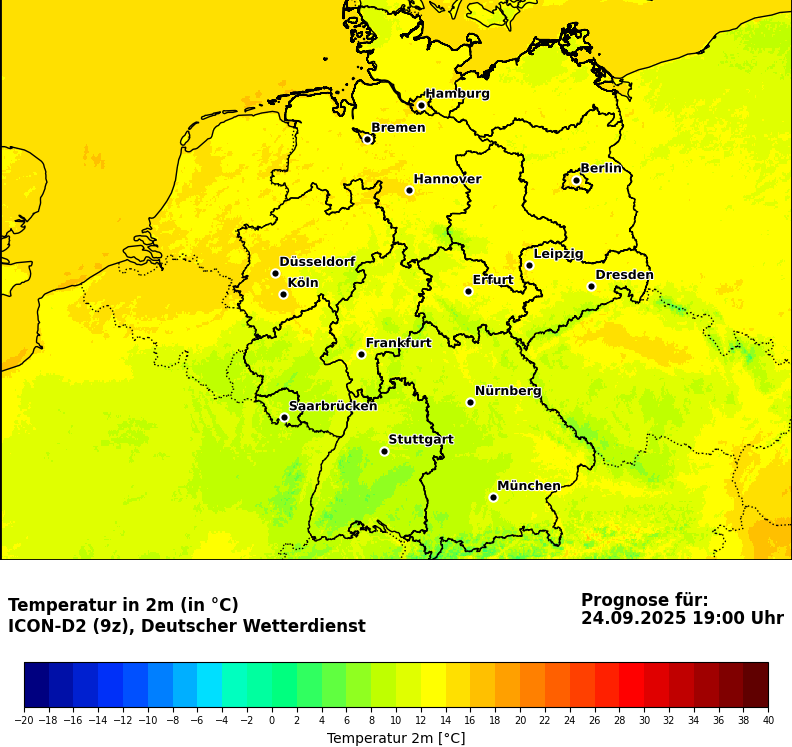 Hamburg
Bremen
Berlin
Hannover
Leipzig
Düsseldorf
Dresden
Erfurt
Köln
Frankfurt
Nürnberg
Saarbrücken
Stuttgart
München
Temperatur in 2m (in °C)
ICON-D2 (9z), Deutscher Wetterdienst
Prognose für:
24.09.2025 19:00 Uhr
−20 −18 −16 −14 −12 −10 −8 −6 −4 −2 0 2 4 6 8 10 12 14 16 18 20 22 24 26 28 30 32 34 36 38 40
Temperatur 2m [°C]